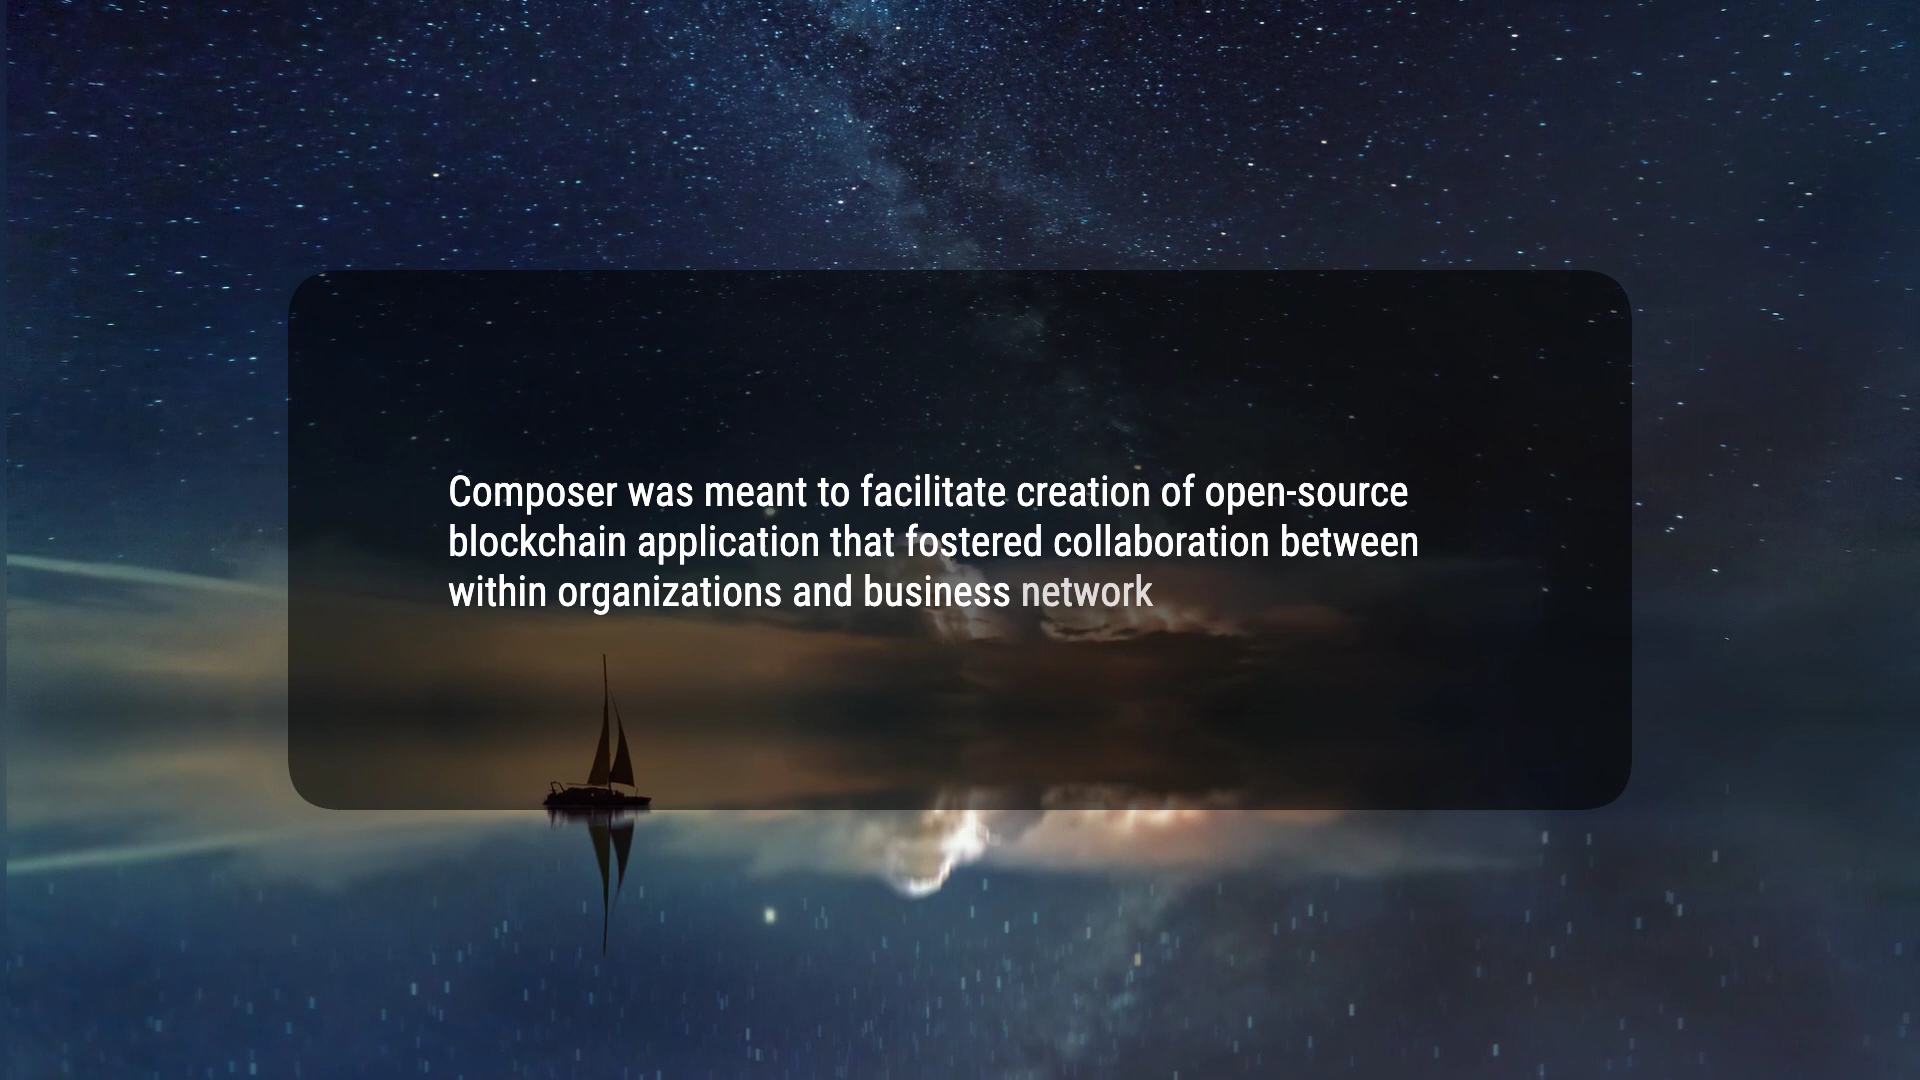 Composer was meant to facilitate creation of open-source
blockchain application that fostered collaboration between
within organizations and business network